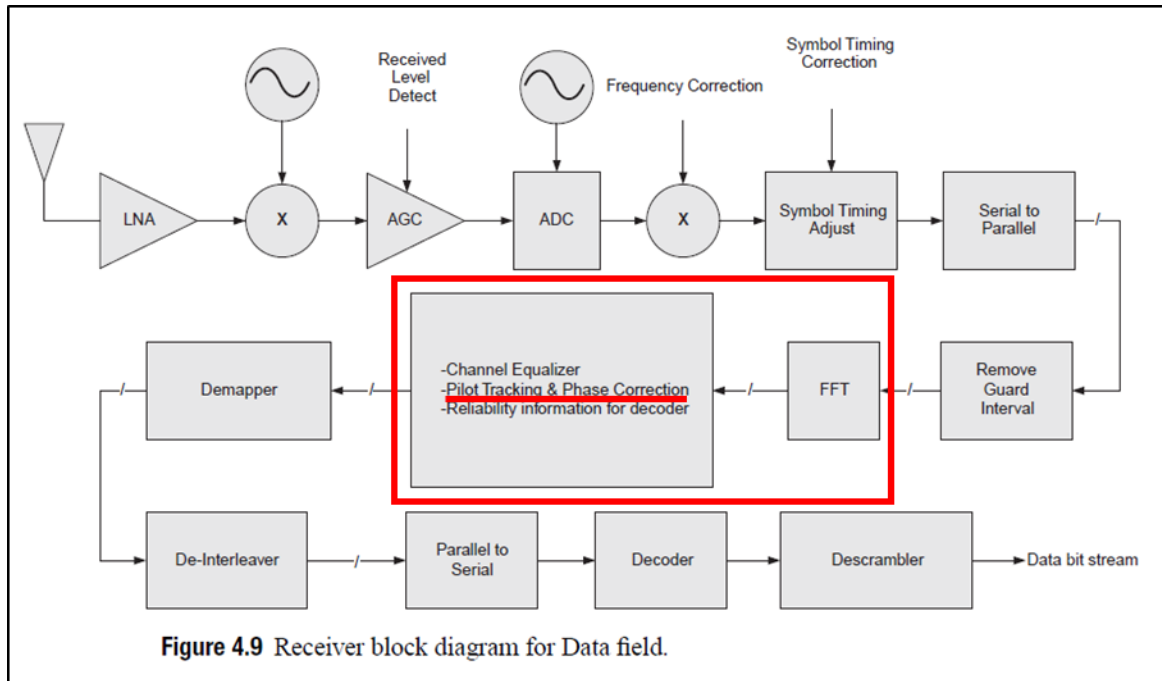 Received
Level
Detect
Symbol Timing
Correction
Frequency Correction
LNA
X
AGC
ADC
X
Symbol Timing
Adjust
Serial to
Parallel
/
Demapper
/
-Channel Equalizer
-Pilot Tracking & Phase Correction
-Reliability information for decoder
/
FFT
/
Remove
Guard
Interval
/
De-Interleaver
/
Parallel to
Serial
Decoder
Descrambler
Data bit stream
Figure 4.9 Receiver block diagram for Data field.